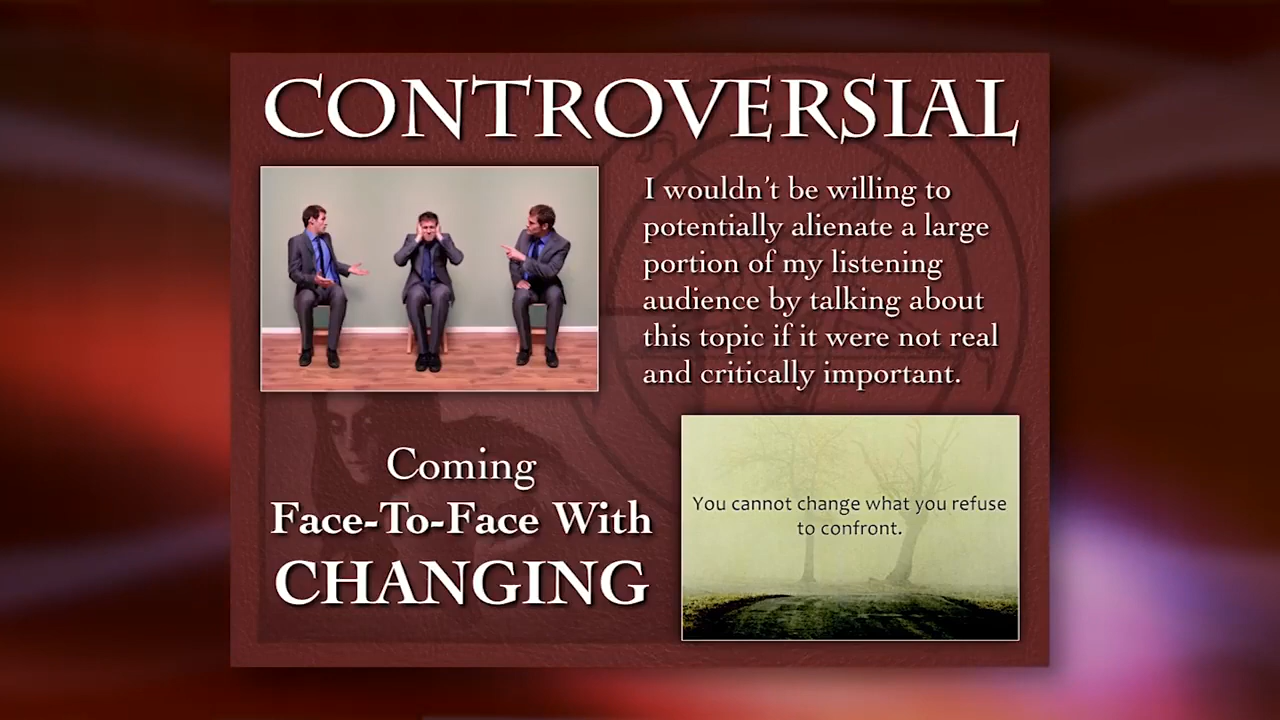 CONTROVERSIAL
I wouldn't be willing to
potentially alienate a large
portion of my listening
audience by talking about
this topic if it were not real
and critically important.
Coming
Face-To-Face With
CHANGING
You cannot change what you refuse
to confront.